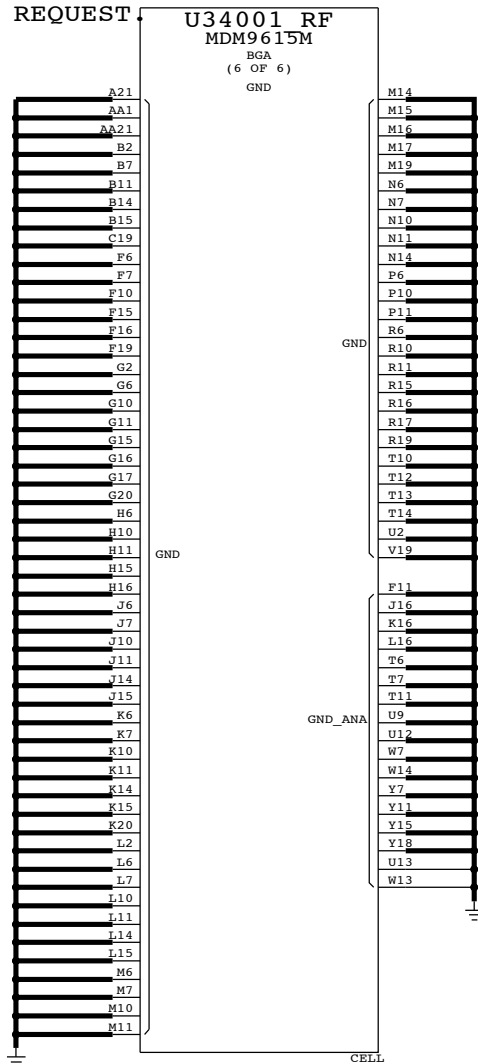 REQUEST.
U34001_RF
MDM9615M
BGA
(6 OF 6)
GND
A21
AA1
AA21
B2
B7
B11
B14
B15
C19
F6
F7
F10
F15
F16
F19
G2
G6
G10
G11
G15
G16
G17
G20
H6
H10
H11
H15
H16
J6
J7
J10
J11
J14
J15
K6
K7
K10
K11
K14
K15
K20
L2
L6
L7
L10
L11
L14
L15
M6
M7
M10
M11
GND
M14
M15
M16
M17
M19
N6
N7
N10
N11
N14
P6
P10
P11
R6
R10
R11
R15
R16
R17
R19
T10
T12
T13
T14
U2
V19
GND
F11
J16
K16
L16
T6
T7
T11
U9
U12
W7
W14
Y7
Y11
Y15
Y18
U13
W13
GND_ANA
CELL